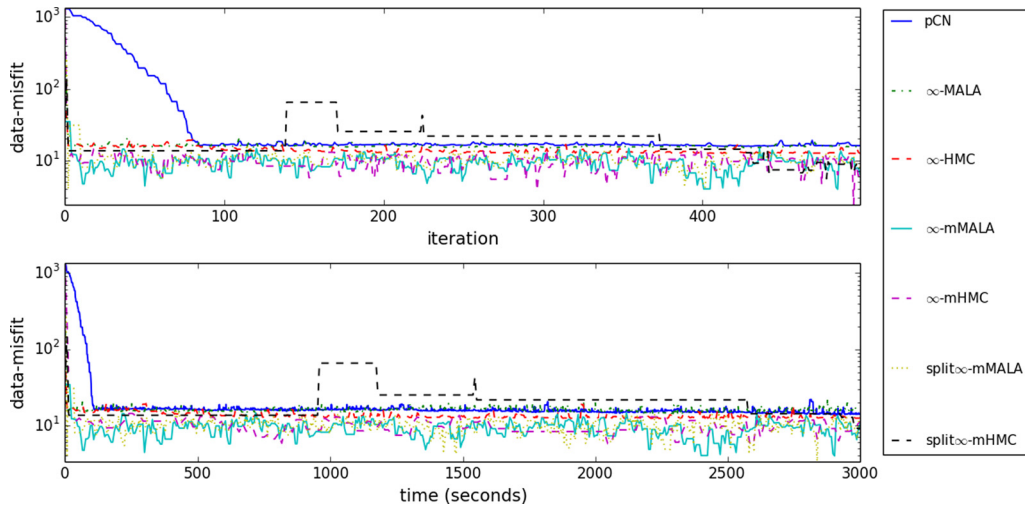 data-misfit
10³
10²
10¹
0
100
200
300
400
iteration
data-misfit
10³
10²
10¹
0
500
1000
1500
2000
2500
3000
time (seconds)
pCN
∞-MALA
∞-HMC
∞-mMALA
∞-mHMC
split∞-mMALA
split∞-mHMC